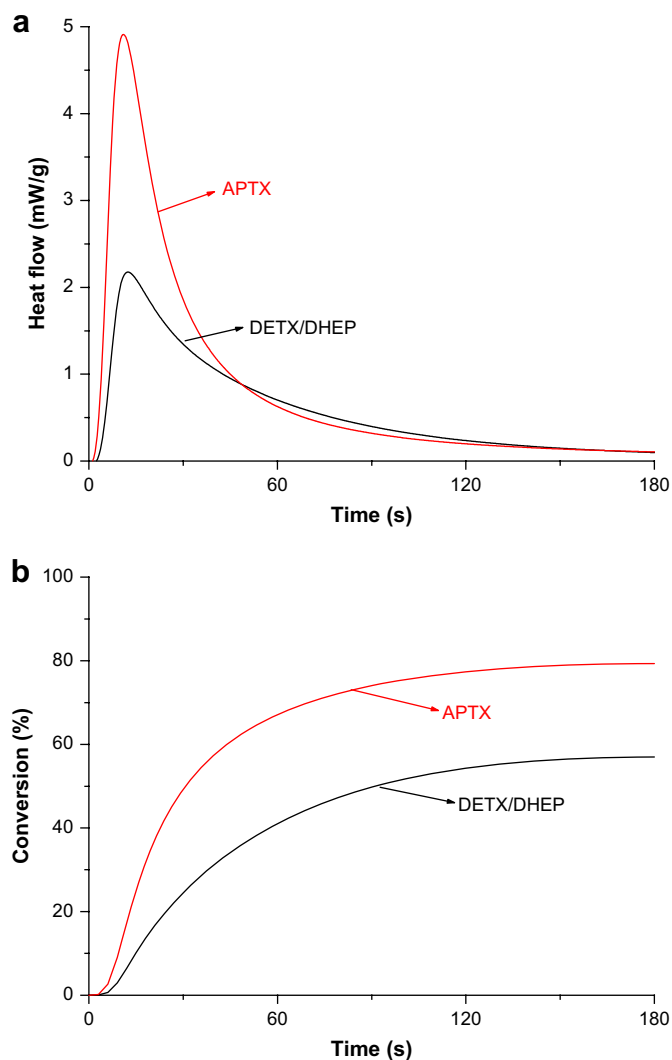 a
5
4
3
2
1
0
Heat flow (mW/g)
APTX
DETX/DHEP
0 60 120 180
Time (s)
b
100
80
60
40
20
0
Conversion (%)
APTX
DETX/DHEP
0 60 120 180
Time (s)